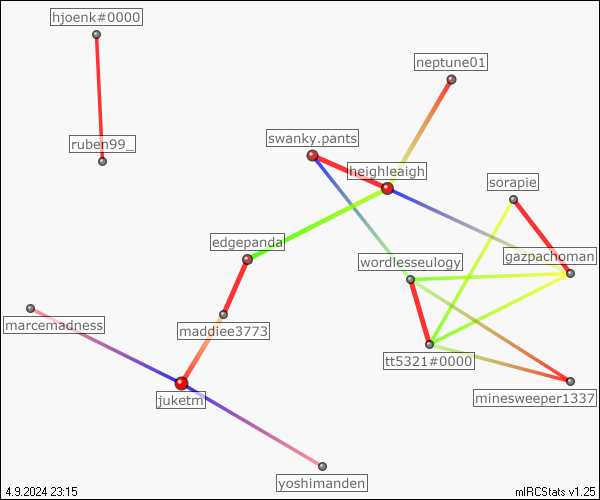 hjoenk#0000
neptune01
ruben99_
swanky.pants
heighleaigh
sorapie
edgepanda
gazpachoman
wordlesseulogy
marcemadness
maddiee3773
tt5321#0000
juketm
minesweeper1337
yoshimanden
4.9.2024 23:15
mIRCStats v1.25